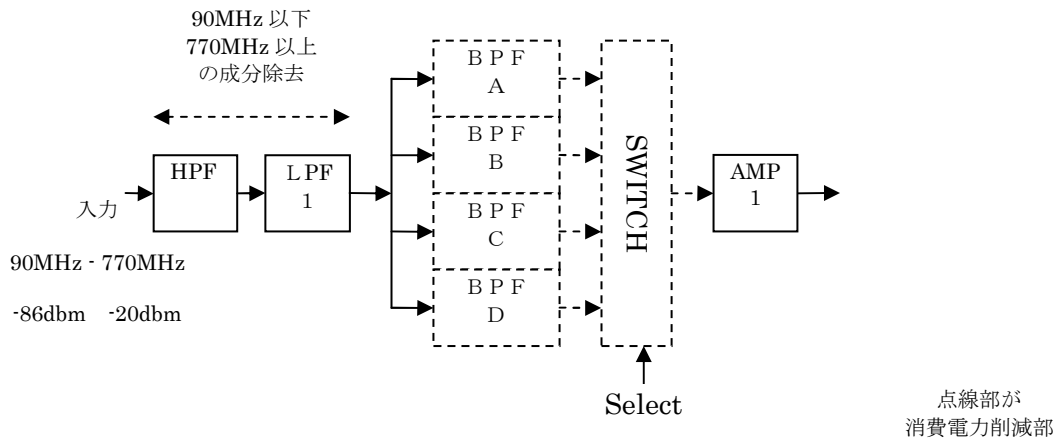 90MHz 以下
770MHz 以上
の成分除去
BPF
A
BPF
B
BPF
C
BPF
D
SWITCH
HPF
LPF
1
AMP
1
入力
90MHz - 770MHz
-86dbm -20dbm
Select
点線部が
消費電力削減部